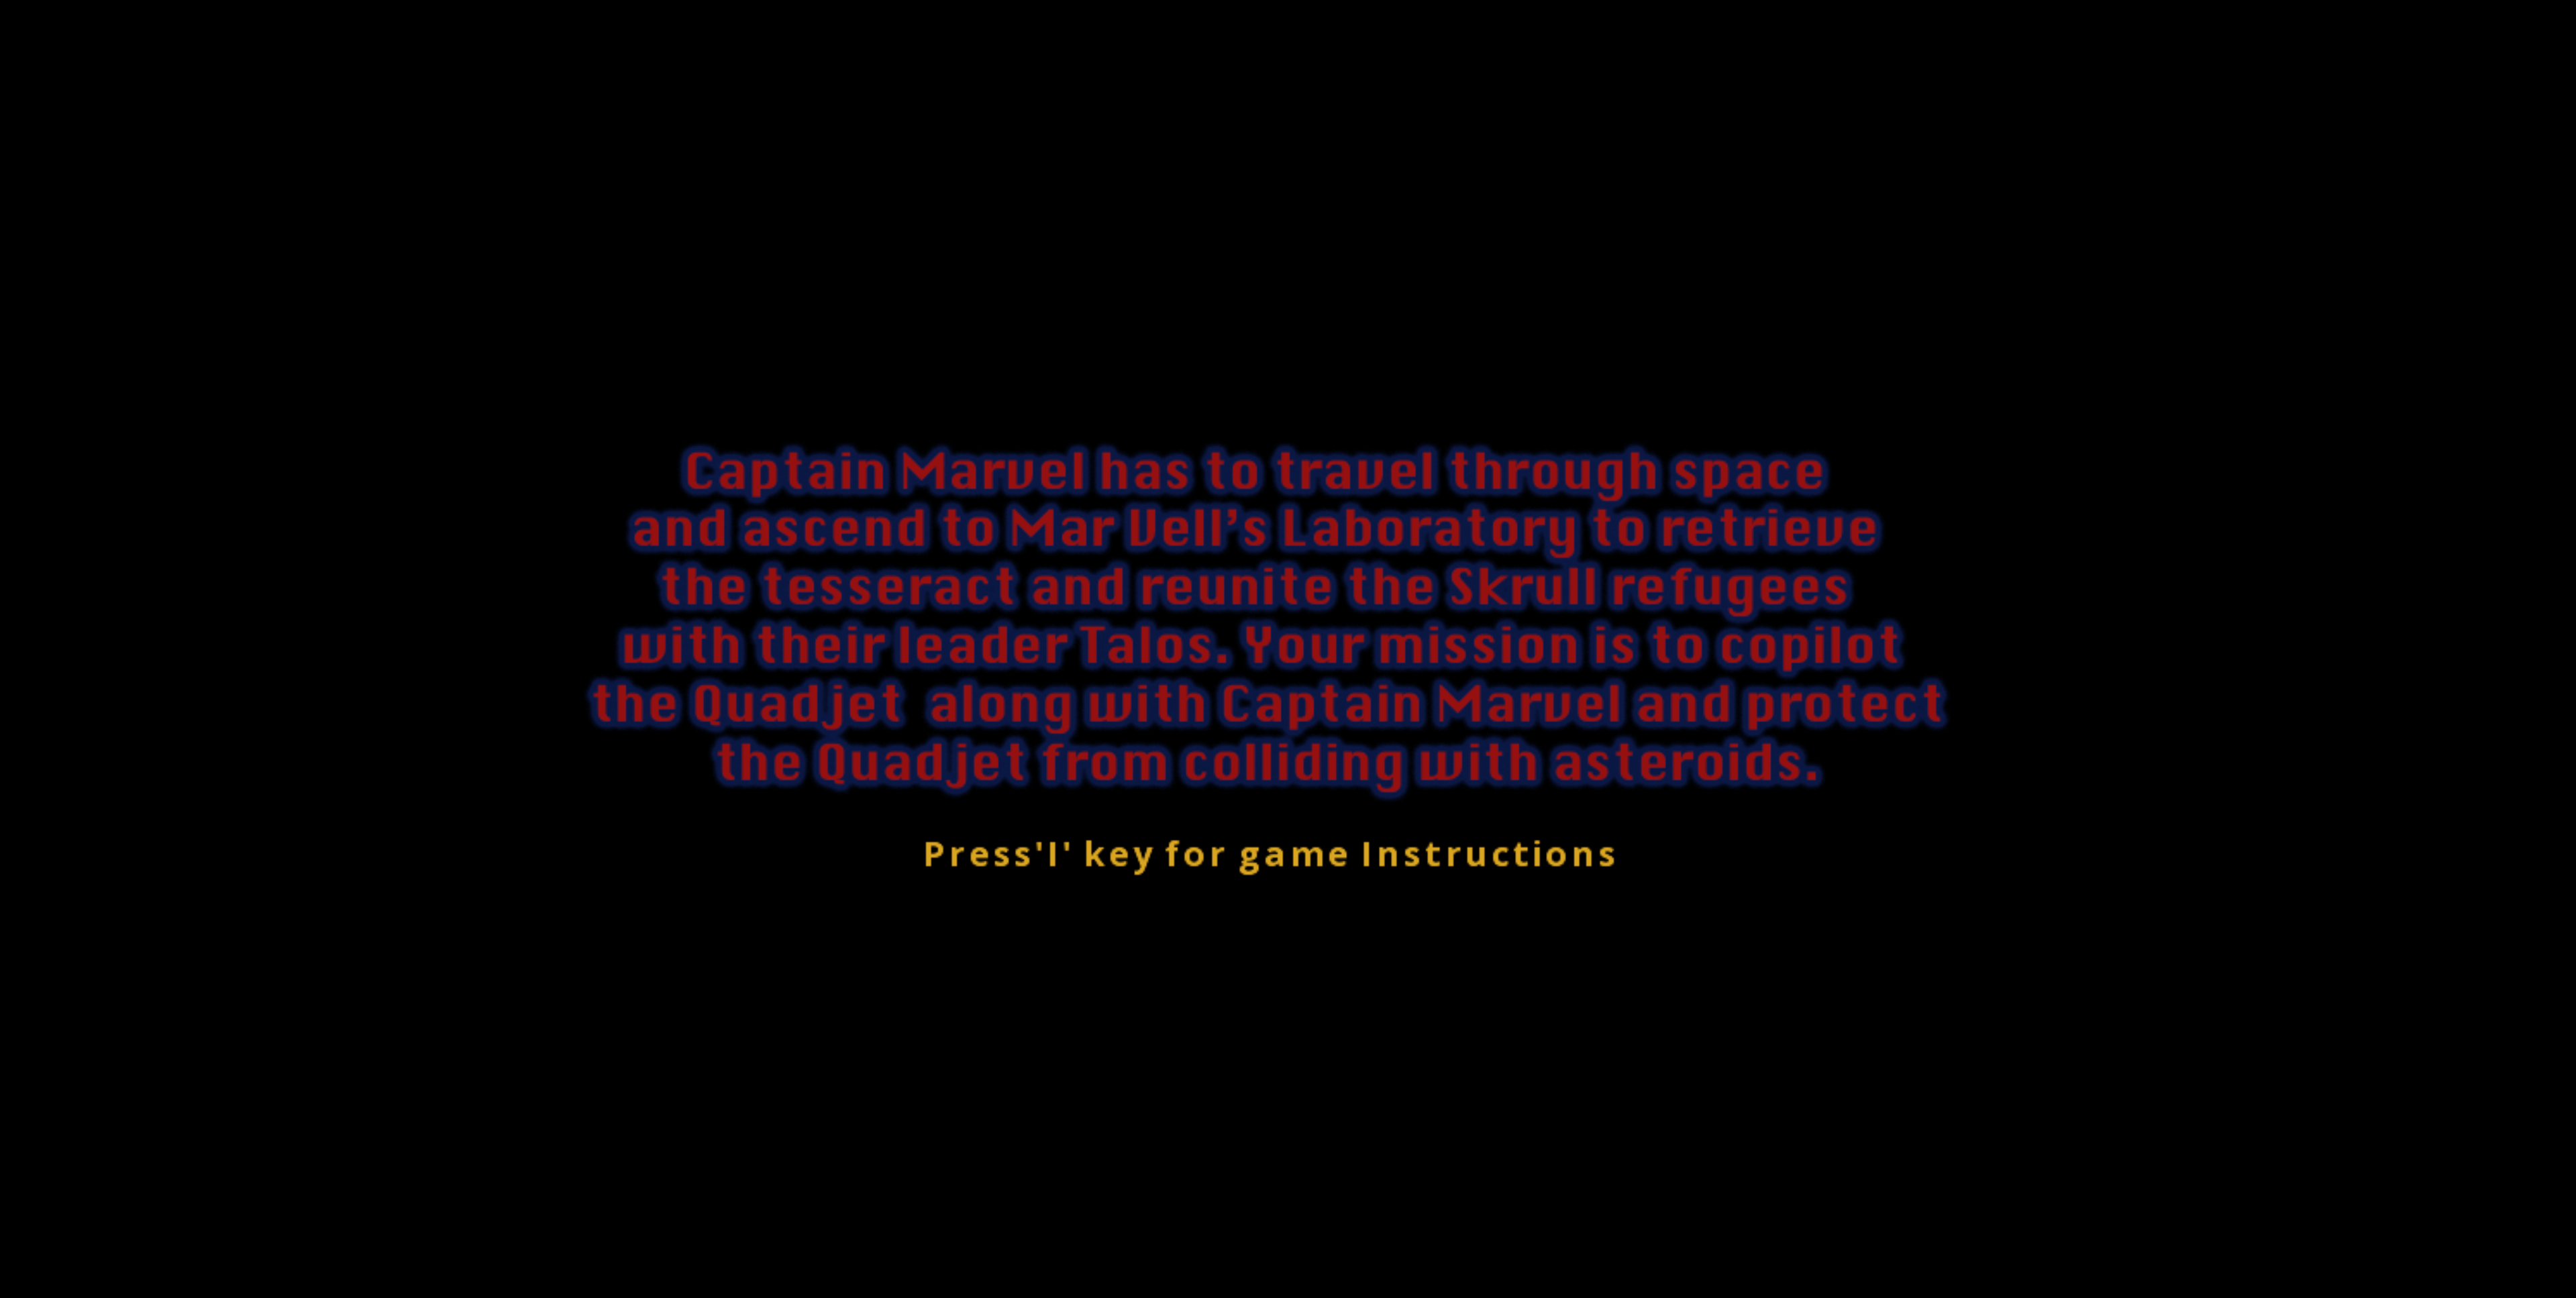 Captain Marvel has to travel through space
and ascend to Mar Vell’s Laboratory to retrieve
the tesseract and reunite the Skrull refugees
with their leader Talos. Your mission is to copilot
the Quadjet  along with Captain Marvel and protect
the Quadjet from colliding with asteroids.
Press'I' key for game Instructions